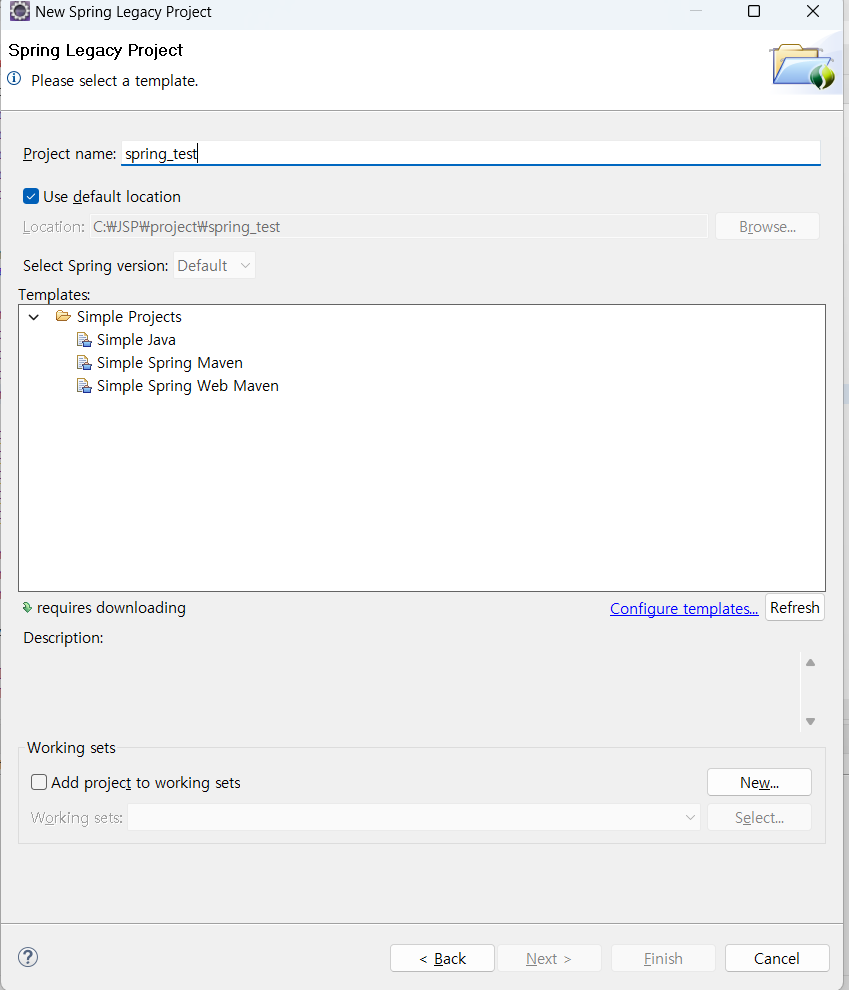 New Spring Legacy Project
Spring Legacy Project
Please select a template.
Project name: spring_test
Use default location
Location: C:₩JSP₩project₩spring_test Browse...
Select Spring version: Default
Templates:
Simple Projects
Simple Java
Simple Spring Maven
Simple Spring Web Maven
requires downloading Configure templates... Refresh
Description:
Working sets
Add project to working sets New...
Working sets: Select...
? < Back Next > Finish Cancel